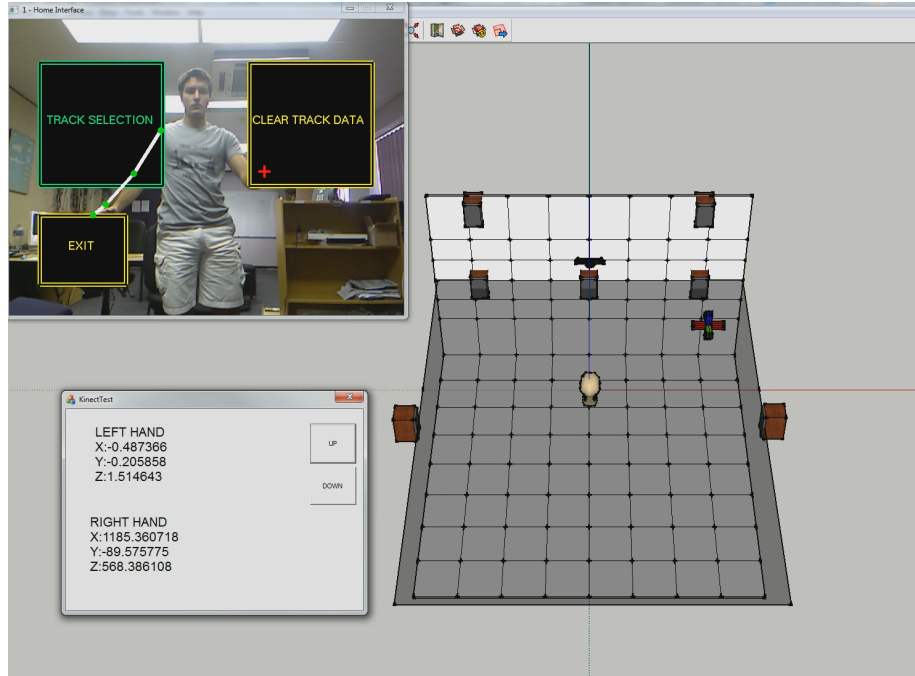 1 - Home Interface
TRACK SELECTION
CLEAR TRACK DATA
EXIT
KinectTest
LEFT HAND
X:-0.487366
Y:-0.205858
Z:1.514643
UP
DOWN
RIGHT HAND
X:1185.360718
Y:-89.575775
Z:568.386108